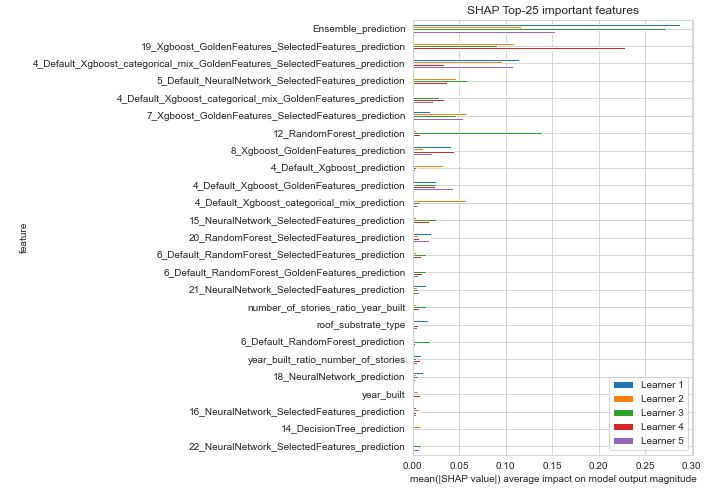 SHAP Top-25 important features
Ensemble_prediction
19_Xgboost_GoldenFeatures_SelectedFeatures_prediction
4_Default_Xgboost_categorical_mix_GoldenFeatures_SelectedFeatures_prediction
5_Default_NeuralNetwork_SelectedFeatures_prediction
4_Default_Xgboost_categorical_mix_GoldenFeatures_prediction
7_Xgboost_GoldenFeatures_SelectedFeatures_prediction
12_RandomForest_prediction
8_Xgboost_GoldenFeatures_SelectedFeatures_prediction
4_Default_Xgboost_prediction
4_Default_Xgboost_GoldenFeatures_prediction
4_Default_Xgboost_categorical_mix_prediction
15_NeuralNetwork_SelectedFeatures_prediction
20_RandomForest_SelectedFeatures_prediction
6_Default_RandomForest_SelectedFeatures_prediction
6_Default_RandomForest_GoldenFeatures_prediction
21_NeuralNetwork_SelectedFeatures_prediction
number_of_stories_ratio_year_built
roof_substrate_type
6_Default_RandomForest_prediction
year_built_ratio_number_of_stories
18_NeuralNetwork_prediction
year_built
16_NeuralNetwork_SelectedFeatures_prediction
14_DecisionTree_prediction
22_NeuralNetwork_SelectedFeatures_prediction
feature
Learner 1
Learner 2
Learner 3
Learner 4
Learner 5
0.00 0.05 0.10 0.15 0.20 0.25 0.30
mean(|SHAP value|) average impact on model output magnitude